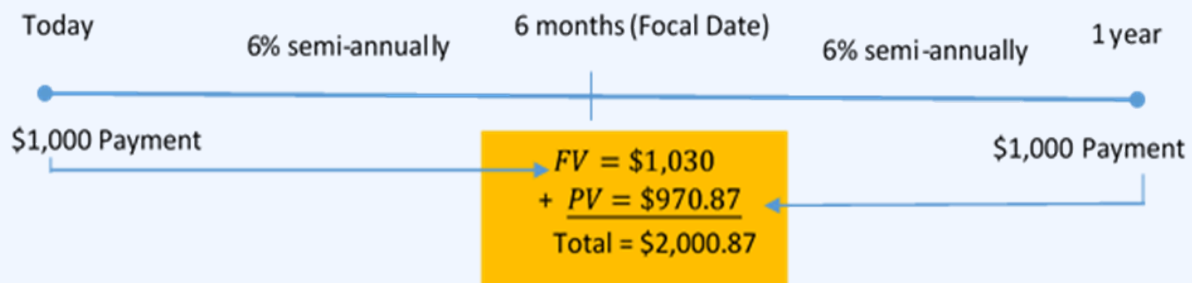 Today
6% semi-annually
6 months (Focal Date)
6% semi-annually
1 year
$1,000 Payment
$1,000 Payment
FV = $1,030
+ PV = $970.87
Total = $2,000.87